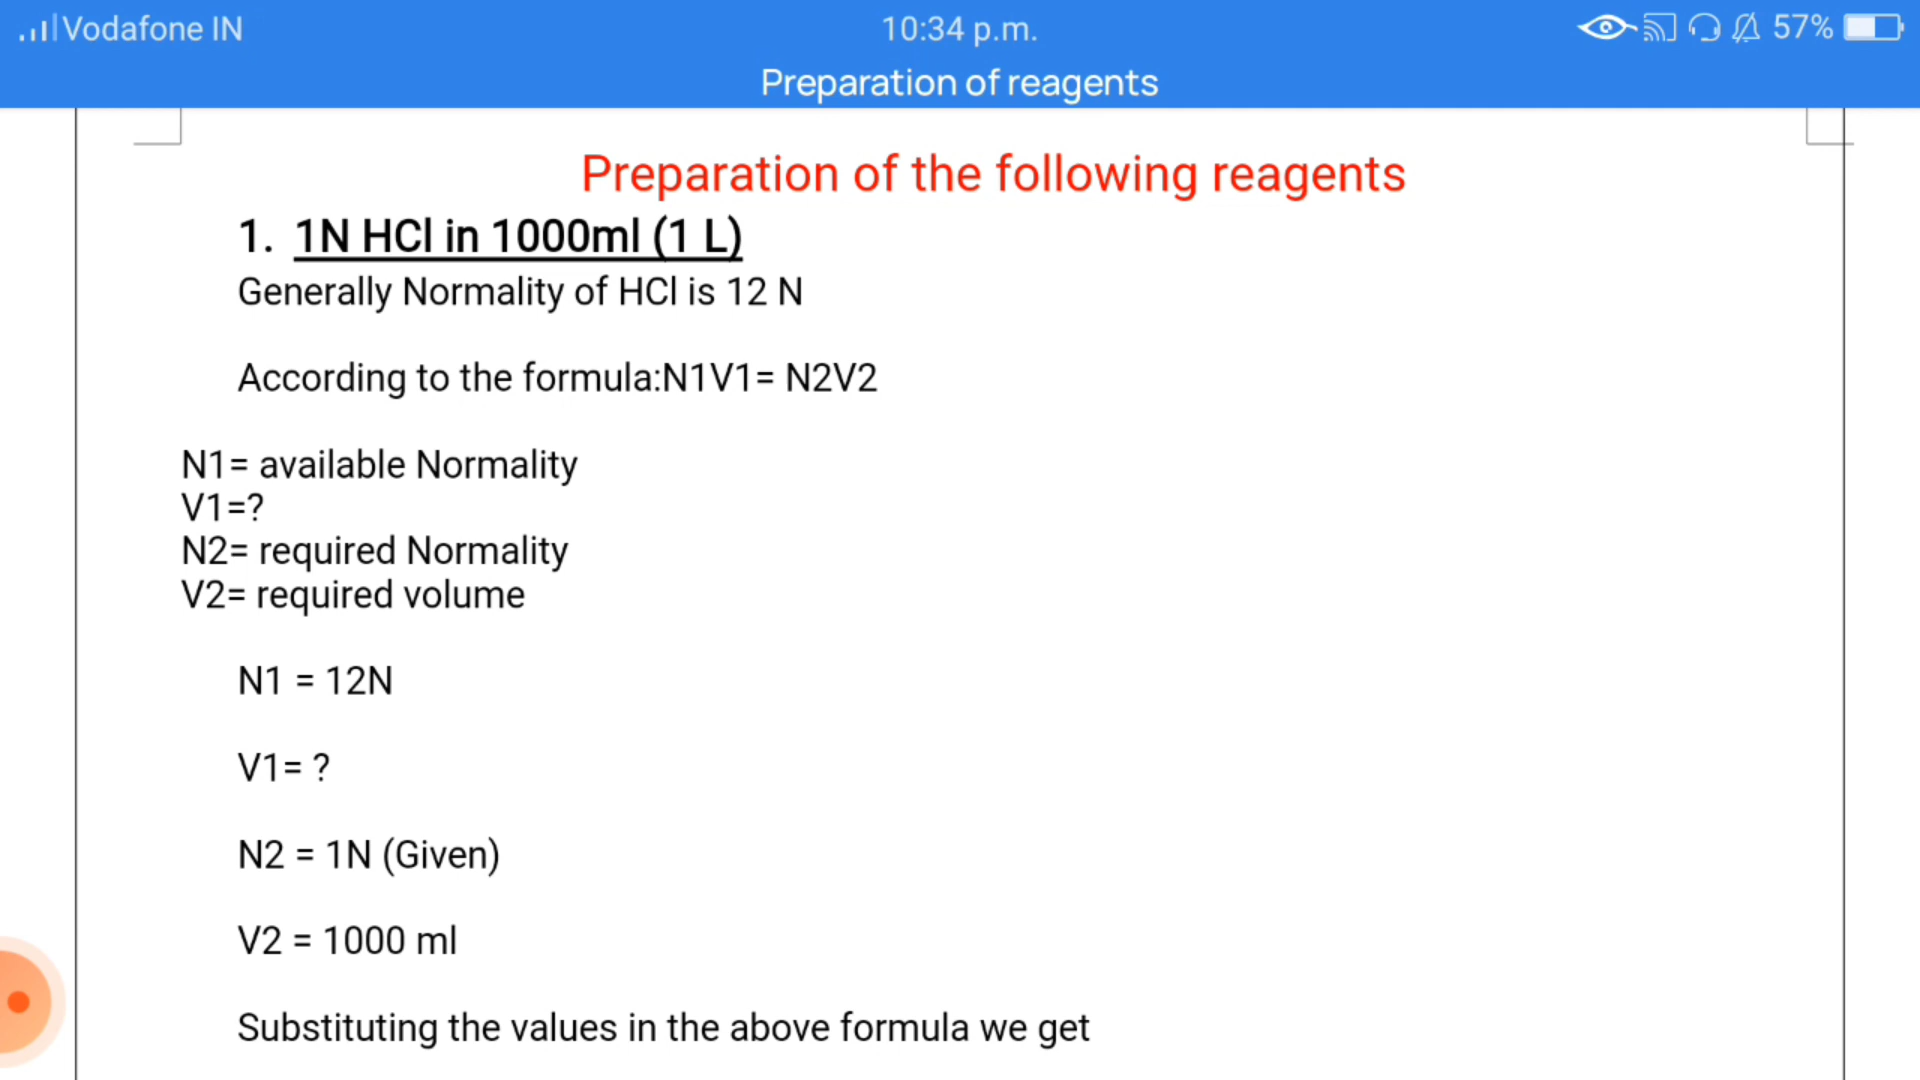 Vodafone IN
10:34 p.m.
57%
Preparation of reagents
Preparation of the following reagents
1. 1N HCl in 1000ml (1 L)
Generally Normality of HCl is 12 N
According to the formula:N1V1= N2V2
N1= available Normality
V1=?
N2= required Normality
V2= required volume
N1 = 12N
V1= ?
N2 = 1N (Given)
V2 = 1000 ml
Substituting the values in the above formula we get